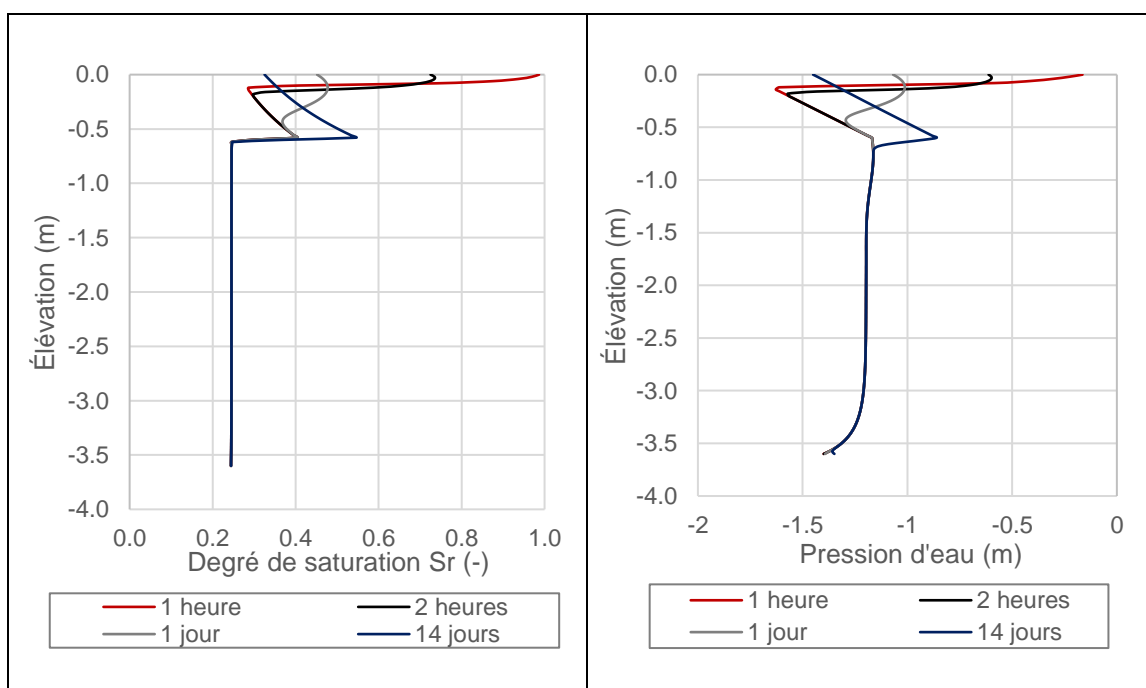 0.0
-0.5
-1.0
-1.5
-2.0
-2.5
-3.0
-3.5
-4.0
Élévation (m)
0.0 0.2 0.4 0.6 0.8 1.0
Degré de saturation Sr (-)
1 heure 2 heures
1 jour 14 jours
0.0
-0.5
-1.0
-1.5
-2.0
-2.5
-3.0
-3.5
-4.0
Élévation (m)
-2 -1.5 -1 -0.5 0
Pression d'eau (m)
1 heure 2 heures
1 jour 14 jours